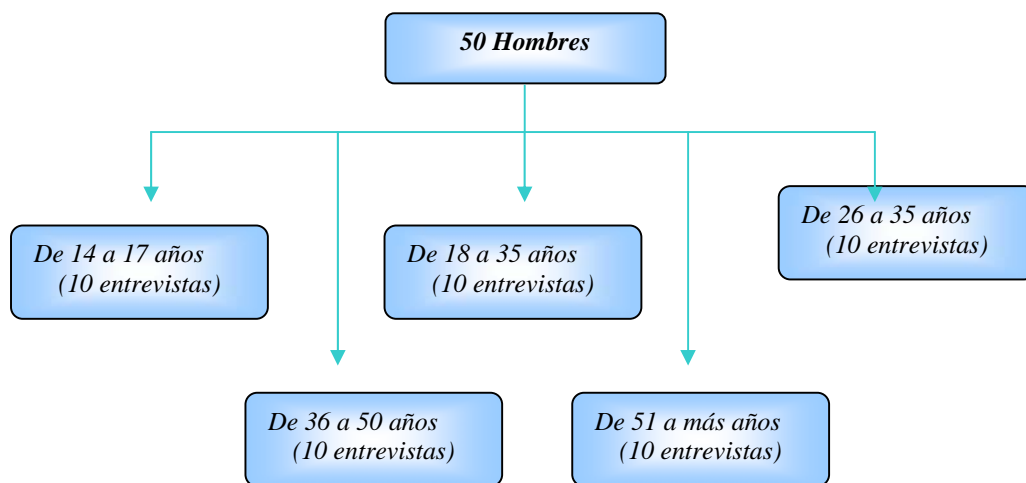 50 Hombres
De 14 a 17 años
(10 entrevistas)
De 18 a 35 años
(10 entrevistas)
De 26 a 35 años
(10 entrevistas)
De 36 a 50 años
(10 entrevistas)
De 51 a más años
(10 entrevistas)